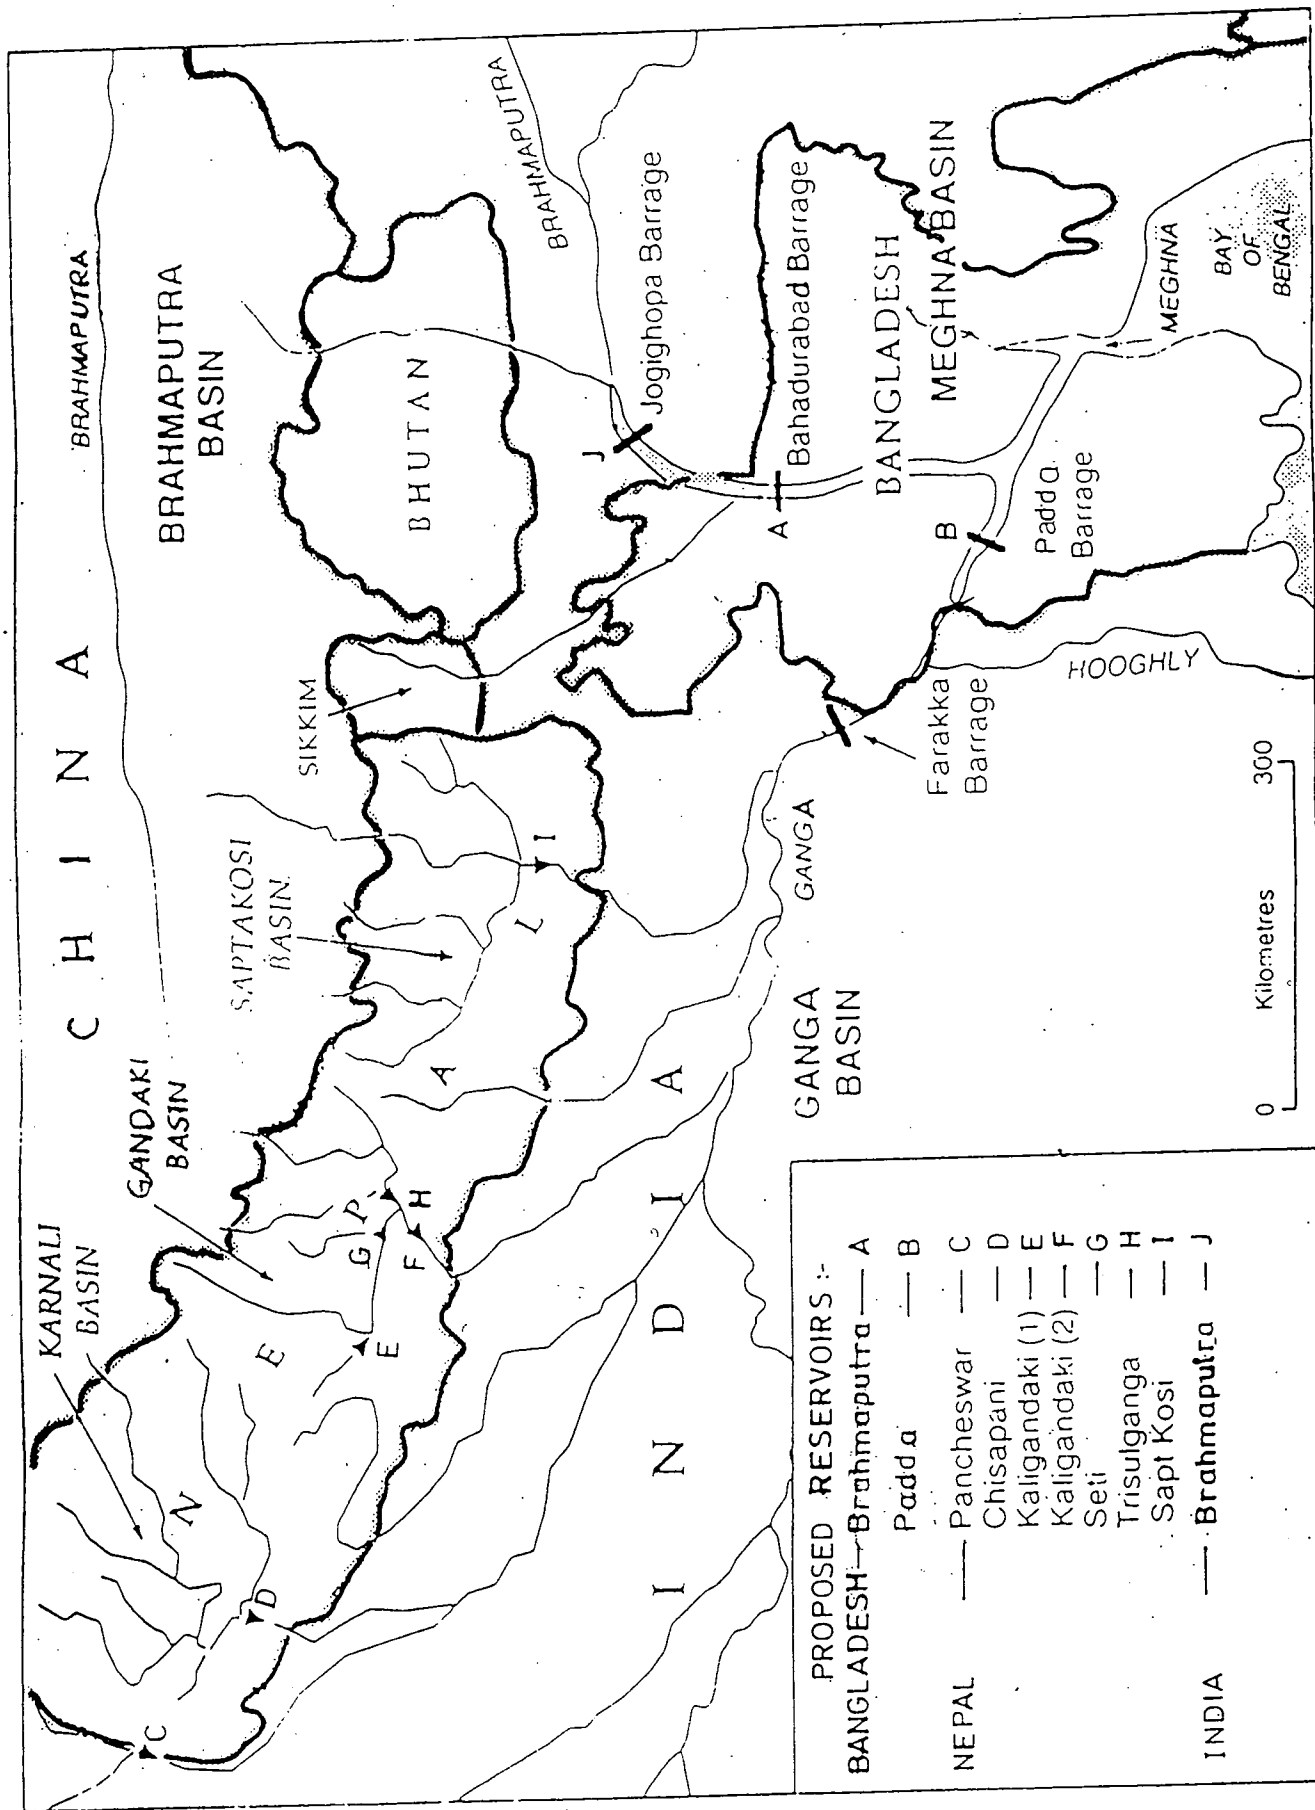 CHINA
BRAHMAPUTRA
KARNALI
BASIN
GANDAKI
BASIN
SAPTAKOSI
BASIN
SIKKIM
BRAHMAPUTRA
BASIN
BHUTAN
BRAHMAPUTRA
NEPAL
C
D
E
F
G
H
I
J
Jogighopa Barrage
A
Bahadurabad Barrage
BANGLADESH
MEGHNA BASIN
B
Padda
Barrage
Farakka
Barrage
HOOGHLY
MEGHNA
BAY
OF
BENGAL
GANGA
GANGA
BASIN
INDIA
0 Kilometres 300
PROPOSED RESERVOIRS :-
BANGLADESH — Brahmaputra — A
Padda — B
NEPAL — Pancheswar — C
Chisapani — D
Kaligandaki (1) — E
Kaligandaki (2) — F
Seti — G
Trisulganga — H
Sapt Kosi — I
INDIA — Brahmaputra — J